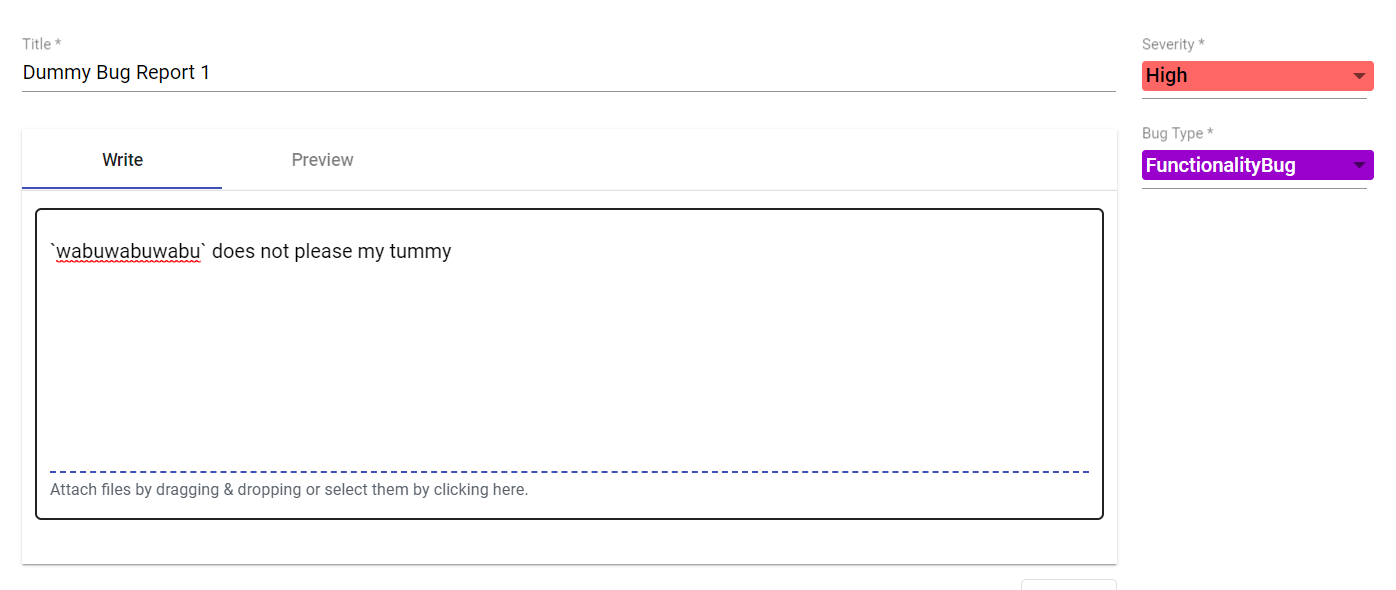 Title *
Dummy Bug Report 1
Severity *
High
Bug Type *
FunctionalityBug
Write
Preview
`wabuwabuwabu` does not please my tummy
Attach files by dragging & dropping or select them by clicking here.